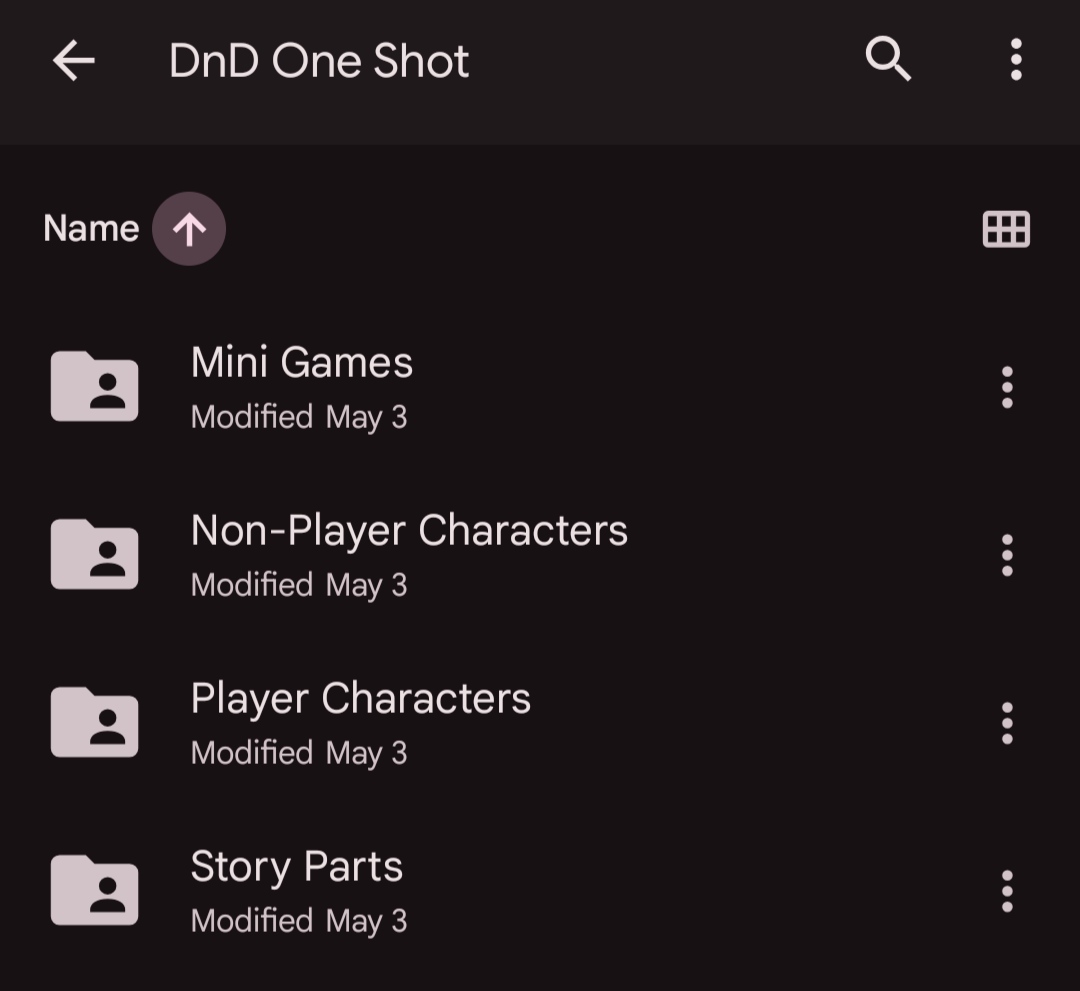 DnD One Shot
Name
Mini Games
Modified May 3
Non-Player Characters
Modified May 3
Player Characters
Modified May 3
Story Parts
Modified May 3